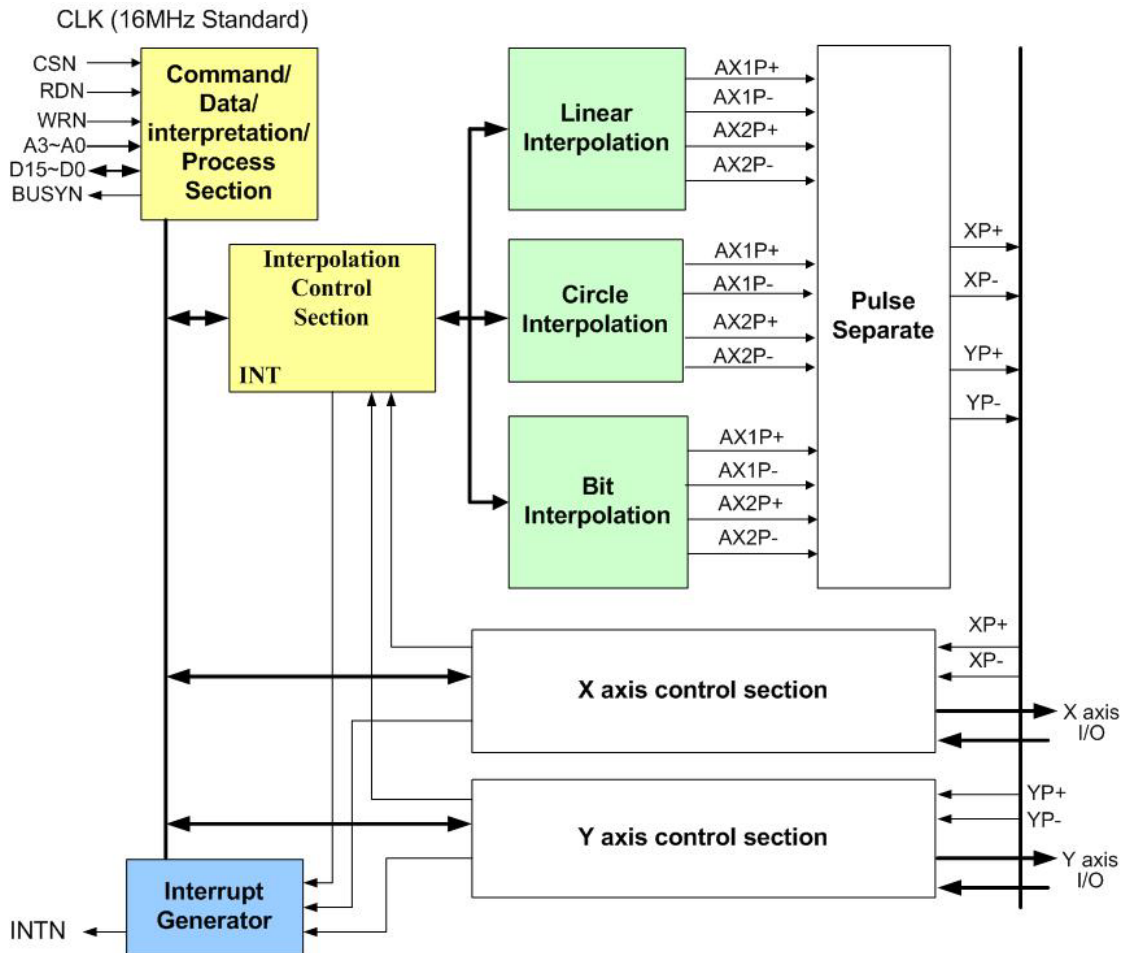 CLK (16MHz Standard)
CSN
RDN
WRN
A3~A0
D15~D0
BUSYN
Command/
Data/
interpretation/
Process
Section
Interpolation
Control
Section
INT
Linear
Interpolation
AX1P+
AX1P-
AX2P+
AX2P-
Circle
Interpolation
AX1P+
AX1P-
AX2P+
AX2P-
Bit
Interpolation
AX1P+
AX1P-
AX2P+
AX2P-
Pulse
Separate
XP+
XP-
YP+
YP-
X axis control section
XP+
XP-
X axis
I/O
Y axis control section
YP+
YP-
Y axis
I/O
Interrupt
Generator
INTN